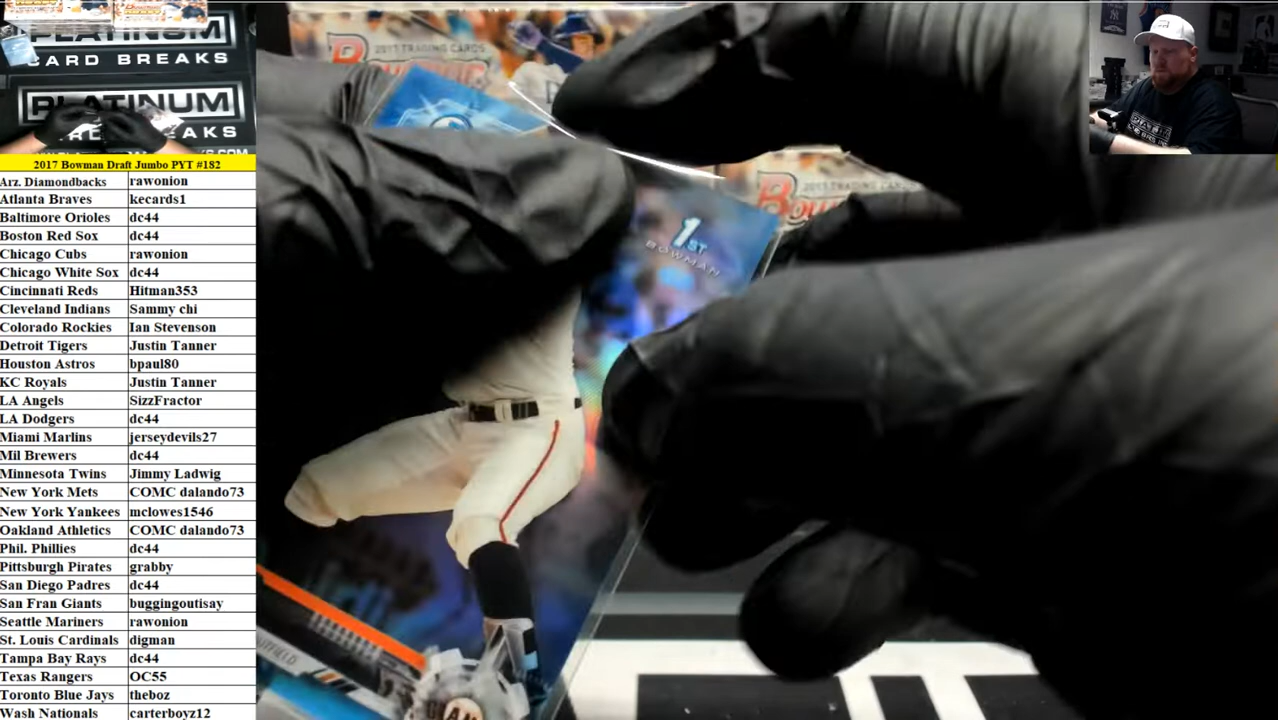 PLATINUM
CARD BREAKS
PLATINUM
2017 Bowman Draft Jumbo PYT #182
Arz. Diamondbacks rawonion
Atlanta Braves kecards1
Baltimore Orioles dc44
Boston Red Sox dc44
Chicago Cubs rawonion
Chicago White Sox dc44
Cincinnati Reds Hitman353
Cleveland Indians Sammy chi
Colorado Rockies Ian Stevenson
Detroit Tigers Justin Tanner
Houston Astros bpaul80
KC Royals Justin Tanner
LA Angels SizzFractor
LA Dodgers dc44
Miami Marlins jerseydevils27
Mil Brewers dc44
Minnesota Twins Jimmy Ladwig
New York Mets COMC dalando73
New York Yankees mclowes1546
Oakland Athletics COMC dalando73
Phil. Phillies dc44
Pittsburgh Pirates grabby
San Diego Padres dc44
San Fran Giants buggingoutisay
Seattle Mariners rawonion
St. Louis Cardinals digman
Tampa Bay Rays dc44
Texas Rangers OC55
Toronto Blue Jays theboz
Wash Nationals carterboyz12
2017 TRADING CARDS
2017 TRADING CARDS
1ST
BOWMAN